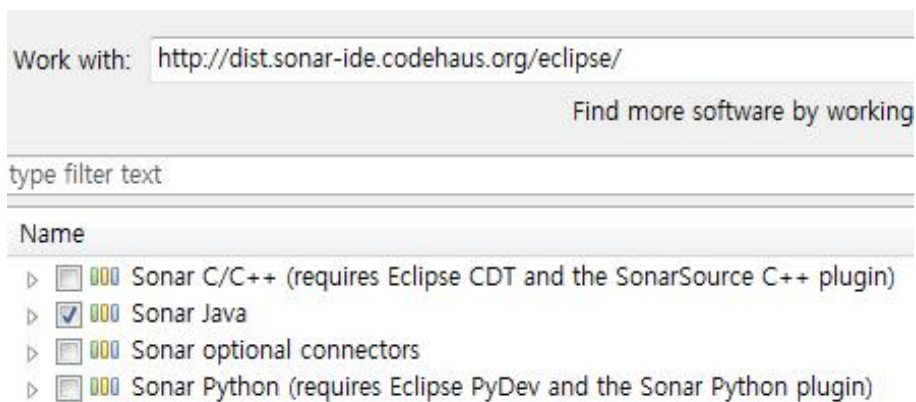 Work with: http://dist.sonar-ide.codehaus.org/eclipse/
Find more software by working
type filter text
Name
Sonar C/C++ (requires Eclipse CDT and the SonarSource C++ plugin)
Sonar Java
Sonar optional connectors
Sonar Python (requires Eclipse PyDev and the Sonar Python plugin)